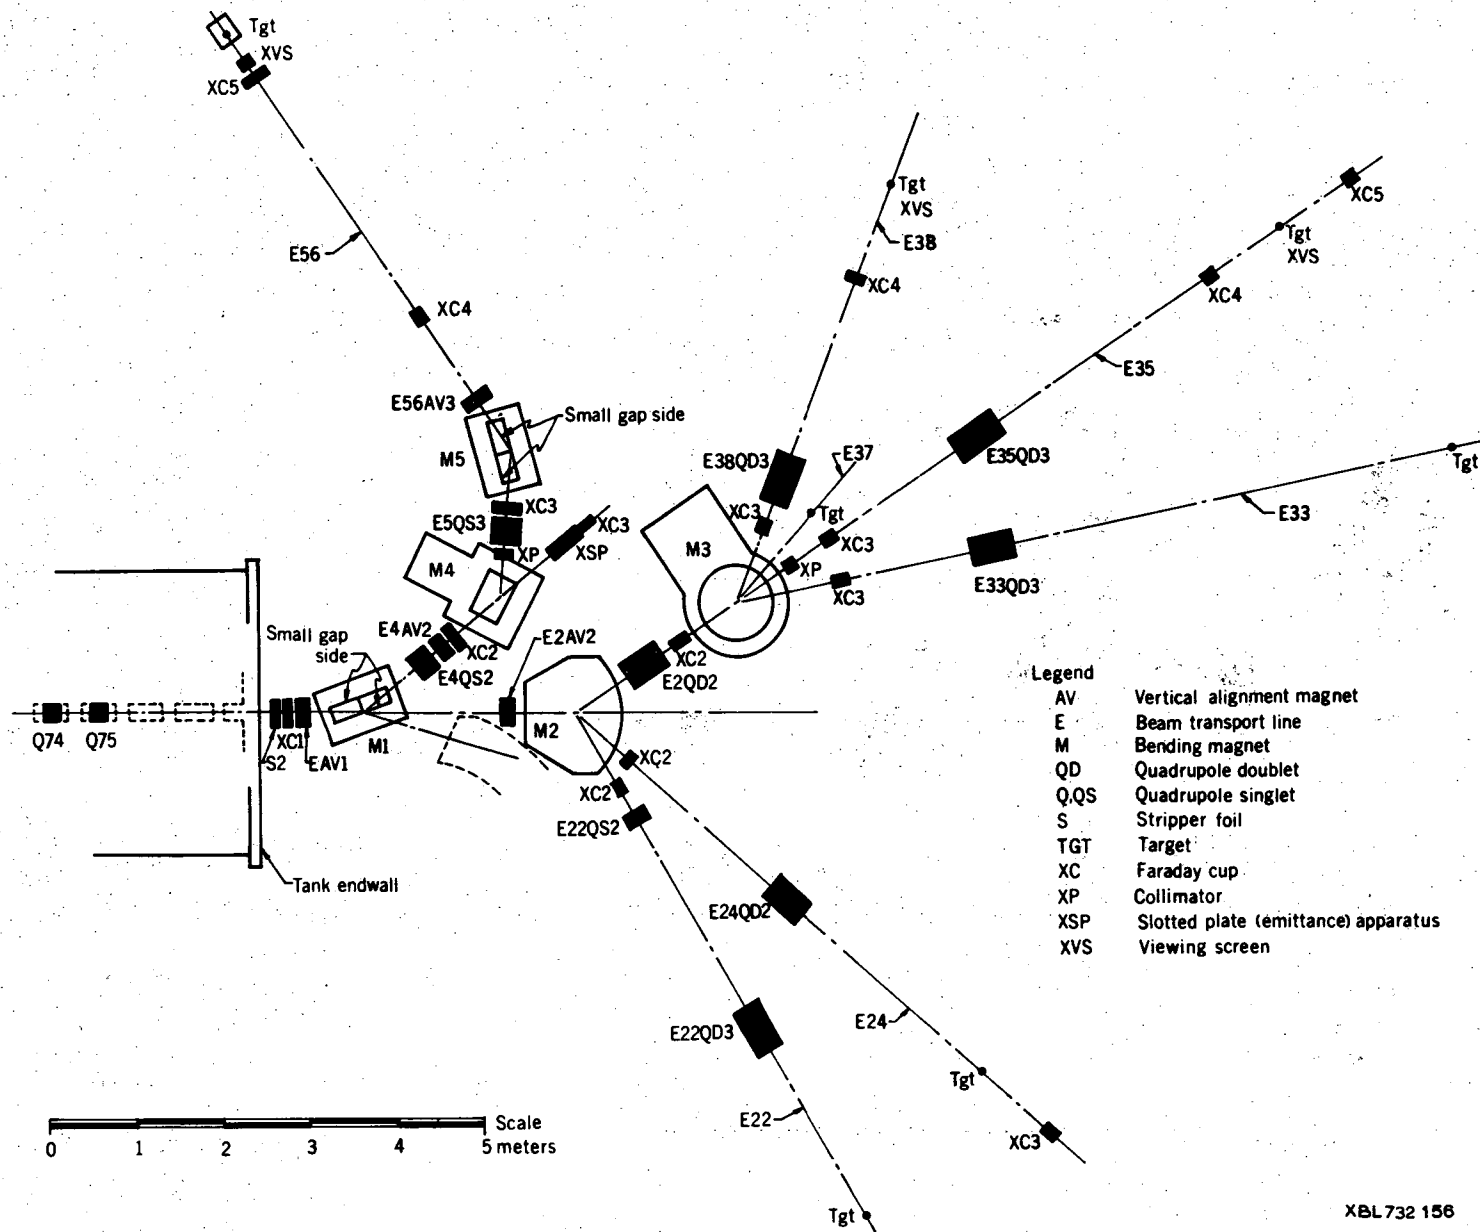 Tgt
XVS
XC5
E56
XC4
E56AV3
Small gap side
M5
XC3
E5QS3
XC3
XP
XSP
M4
E4AV2
XC2
E4QS2
Small gap
side
E2AV2
Q74
Q75
S2
XC1
EAV1
M1
M2
Tank endwall
Tgt
XVS
E38
XC4
E38QD3
E37
XC3
Tgt
M3
XC5
Tgt
XVS
XC4
E35
E35QD3
XC3
XP
Tgt
E33
E33QD3
XC3
XC2
E2QD2
XC2
XC2
E22QS2
E24QD2
E24
Tgt
XC3
E22QD3
E22
Tgt
Legend
AV Vertical alignment magnet
E Beam transport line
M Bending magnet
QD Quadrupole doublet
Q,QS Quadrupole singlet
S Stripper foil
TGT Target
XC Faraday cup
XP Collimator
XSP Slotted plate (emittance) apparatus
XVS Viewing screen
Scale
0 1 2 3 4 5 meters
XBL732 156